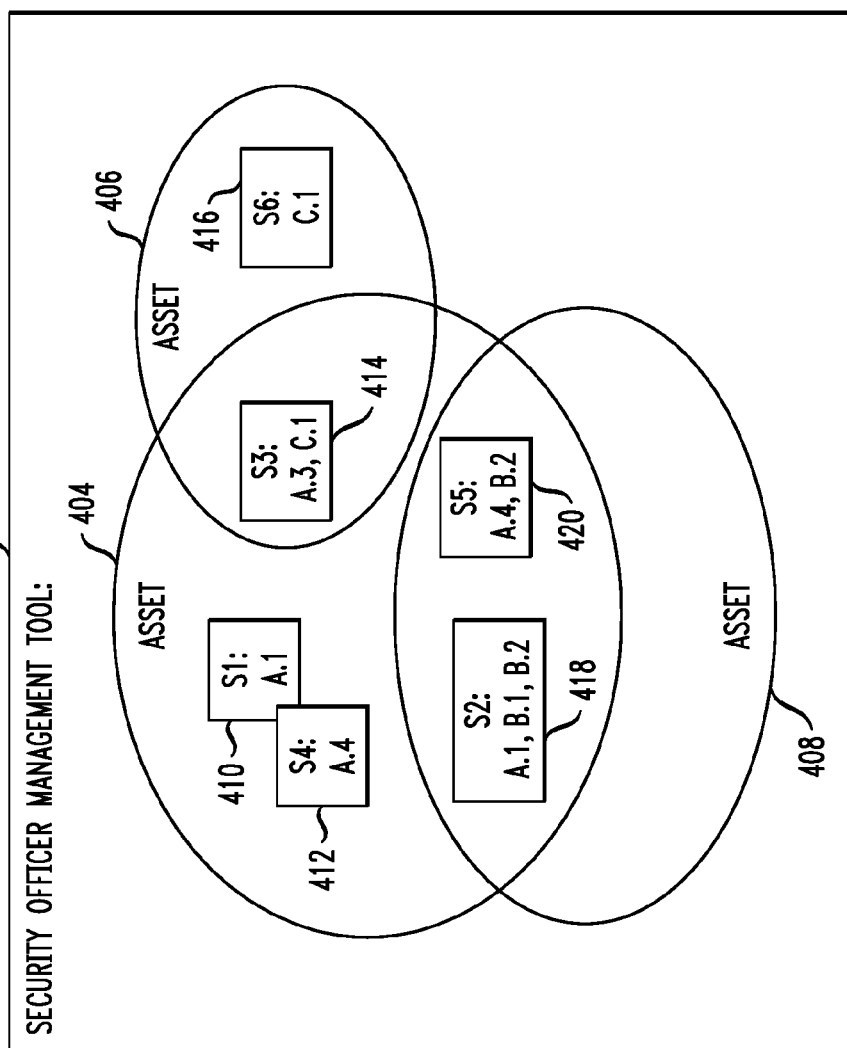 SECURITY OFFICER MANAGEMENT TOOL:
404
406
ASSET
ASSET
S1:
A.1
410
S4:
A.4
412
S3:
A.3, C.1
414
S6:
C.1
416
S2:
A.1, B.1, B.2
418
S5:
A.4, B.2
420
ASSET
408